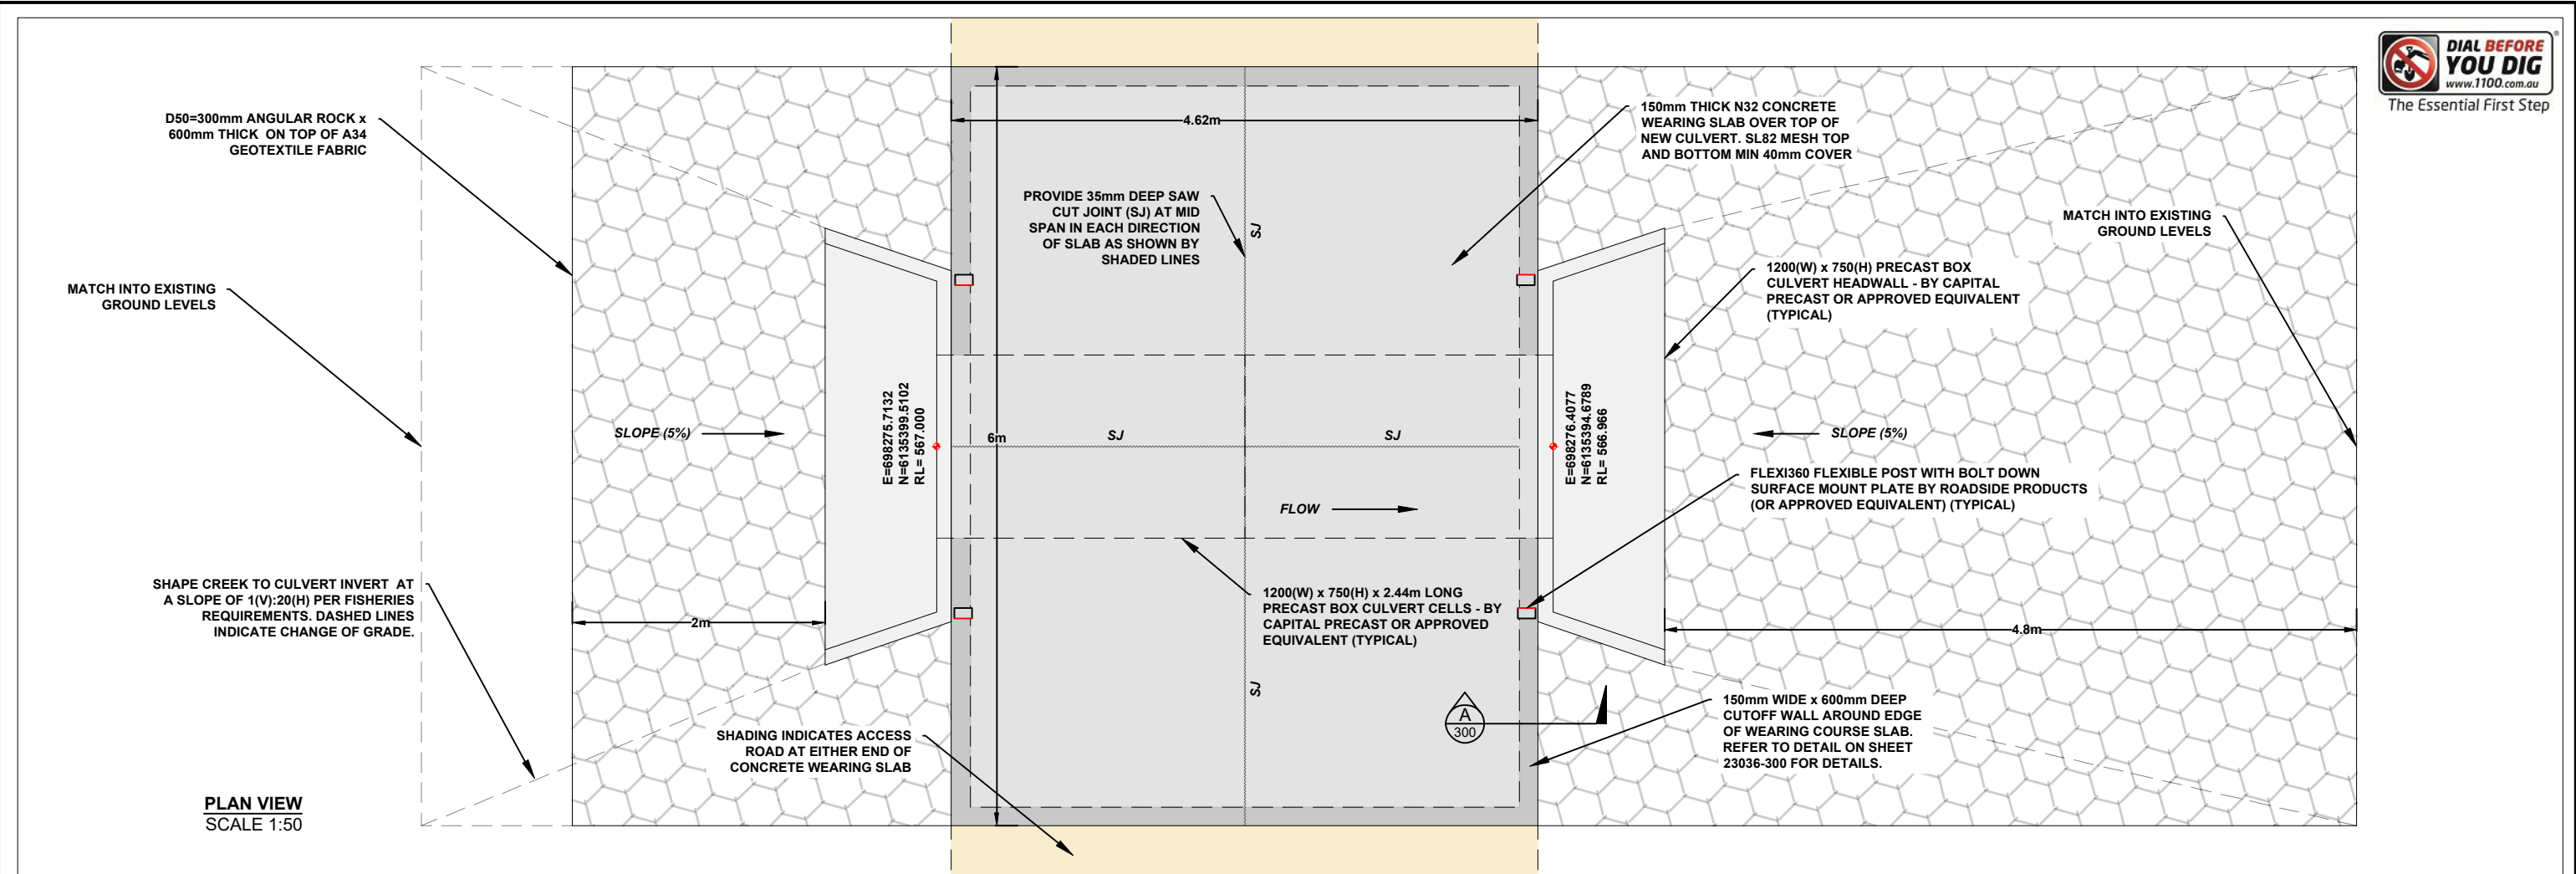 DIAL BEFORE
YOU DIG
www.1100.com.au
The Essential First Step
D50=300mm ANGULAR ROCK x
600mm THICK ON TOP OF A34
GEOTEXTILE FABRIC
4.62m
150mm THICK N32 CONCRETE
WEARING SLAB OVER TOP OF
NEW CULVERT. SL82 MESH TOP
AND BOTTOM MIN 40mm COVER
PROVIDE 35mm DEEP SAW
CUT JOINT (SJ) AT MID
SPAN IN EACH DIRECTION
OF SLAB AS SHOWN BY
SHADED LINES
SJ
MATCH INTO EXISTING
GROUND LEVELS
1200(W) x 750(H) PRECAST BOX
CULVERT HEADWALL - BY CAPITAL
PRECAST OR APPROVED EQUIVALENT
(TYPICAL)
MATCH INTO EXISTING
GROUND LEVELS
SLOPE (5%)
E=698275.7132
N=6135399.5102
RL= 567.000
6m
SJ
SJ
E=698276.4077
N=6135394.6789
RL= 566.966
SLOPE (5%)
FLOW
FLEXI360 FLEXIBLE POST WITH BOLT DOWN
SURFACE MOUNT PLATE BY ROADSIDE PRODUCTS
(OR APPROVED EQUIVALENT) (TYPICAL)
SHAPE CREEK TO CULVERT INVERT AT
A SLOPE OF 1(V):20(H) PER FISHERIES
REQUIREMENTS. DASHED LINES
INDICATE CHANGE OF GRADE.
2m
1200(W) x 750(H) x 2.44m LONG
PRECAST BOX CULVERT CELLS - BY
CAPITAL PRECAST OR APPROVED
EQUIVALENT (TYPICAL)
4.8m
SJ
A
300
150mm WIDE x 600mm DEEP
CUTOFF WALL AROUND EDGE
OF WEARING COURSE SLAB.
REFER TO DETAIL ON SHEET
23036-300 FOR DETAILS.
SHADING INDICATES ACCESS
ROAD AT EITHER END OF
CONCRETE WEARING SLAB
PLAN VIEW
SCALE 1:50